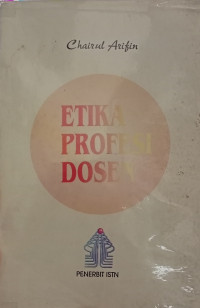 Chairul Arifin
ETIKA
PROFESI
DOSEN
PENERBIT ISTN